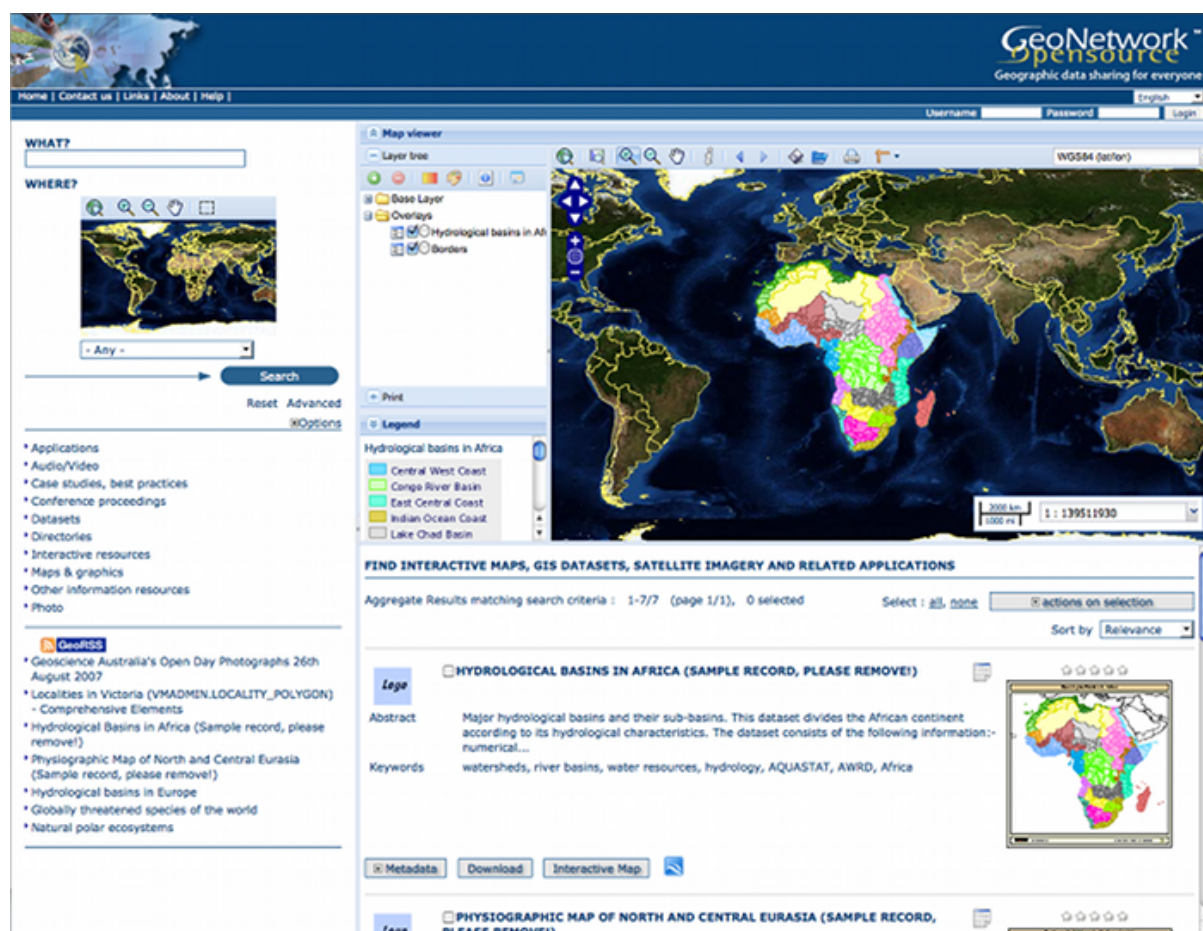 GeoNetwork
Opensource
Geographic data sharing for everyone
Home | Contact us | Links | About | Help |
English
Username
Password
Login
WHAT?
WHERE?
- Any -
Search
Reset Advanced
Options
Applications
Audio/Video
Case studies, best practices
Conference proceedings
Datasets
Directories
Interactive resources
Maps & graphics
Other information resources
Photo
GeoRSS
Geoscience Australia's Open Day Photographs 26th
August 2007
Localities in Victoria (VMADMIN.LOCALITY_POLYGON)
- Comprehensive Elements
Hydrological Basins in Africa (Sample record, please
remove!)
Physiographic Map of North and Central Eurasia
(Sample record, please remove!)
Hydrological basins in Europe
Globally threatened species of the world
Natural polar ecosystems
Map viewer
Layer tree
Base Layer
Overlays
Hydrological basins in Afri
Borders
Print
Legend
Hydrological basins in Africa
Central West Coast
Congo River Basin
East Central Coast
Indian Ocean Coast
Lake Chad Basin
WGS84 (lat/lon)
2000 km
1000 mi
1 : 139511930
FIND INTERACTIVE MAPS, GIS DATASETS, SATELLITE IMAGERY AND RELATED APPLICATIONS
Aggregate Results matching search criteria : 1-7/7 (page 1/1), 0 selected
Select : all, none
actions on selection
Sort by Relevance
Logo
HYDROLOGICAL BASINS IN AFRICA (SAMPLE RECORD, PLEASE REMOVE!)
Abstract
Major hydrological basins and their sub-basins. This dataset divides the African continent
according to its hydrological characteristics. The dataset consists of the following information:-
numerical...
Keywords
watersheds, river basins, water resources, hydrology, AQUASTAT, AWRD, Africa
Metadata
Download
Interactive Map
Logo
PHYSIOGRAPHIC MAP OF NORTH AND CENTRAL EURASIA (SAMPLE RECORD,
PLEASE REMOVE!)